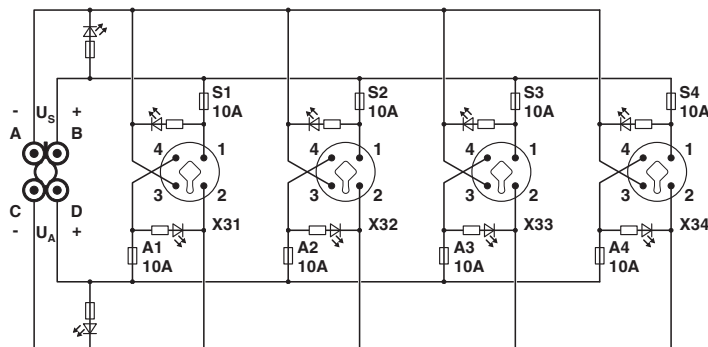 S1 S2 S3 S4
10A 10A 10A 10A
- US +
A B
4 1 4 1 4 1 4 1
3 2 3 2 3 2 3 2
C D
- UA +
X31 X32 X33 X34
A1 A2 A3 A4
10A 10A 10A 10A